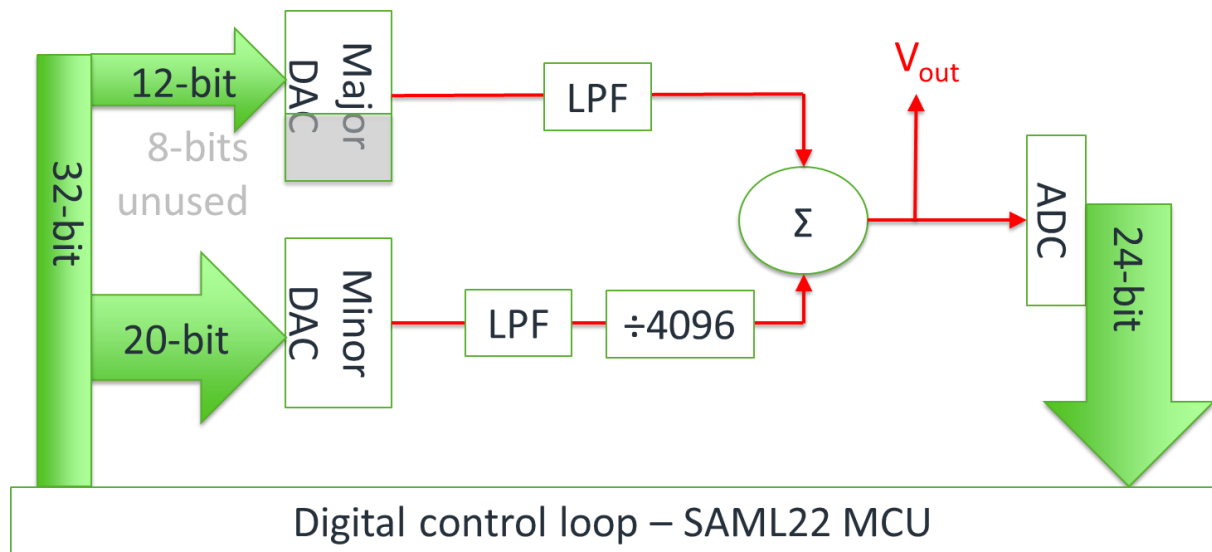 12-bit
8-bits
unused
Major
DAC
LPF
V_out
32-bit
Σ
ADC
24-bit
20-bit
Minor
DAC
LPF
÷4096
Digital control loop – SAML22 MCU